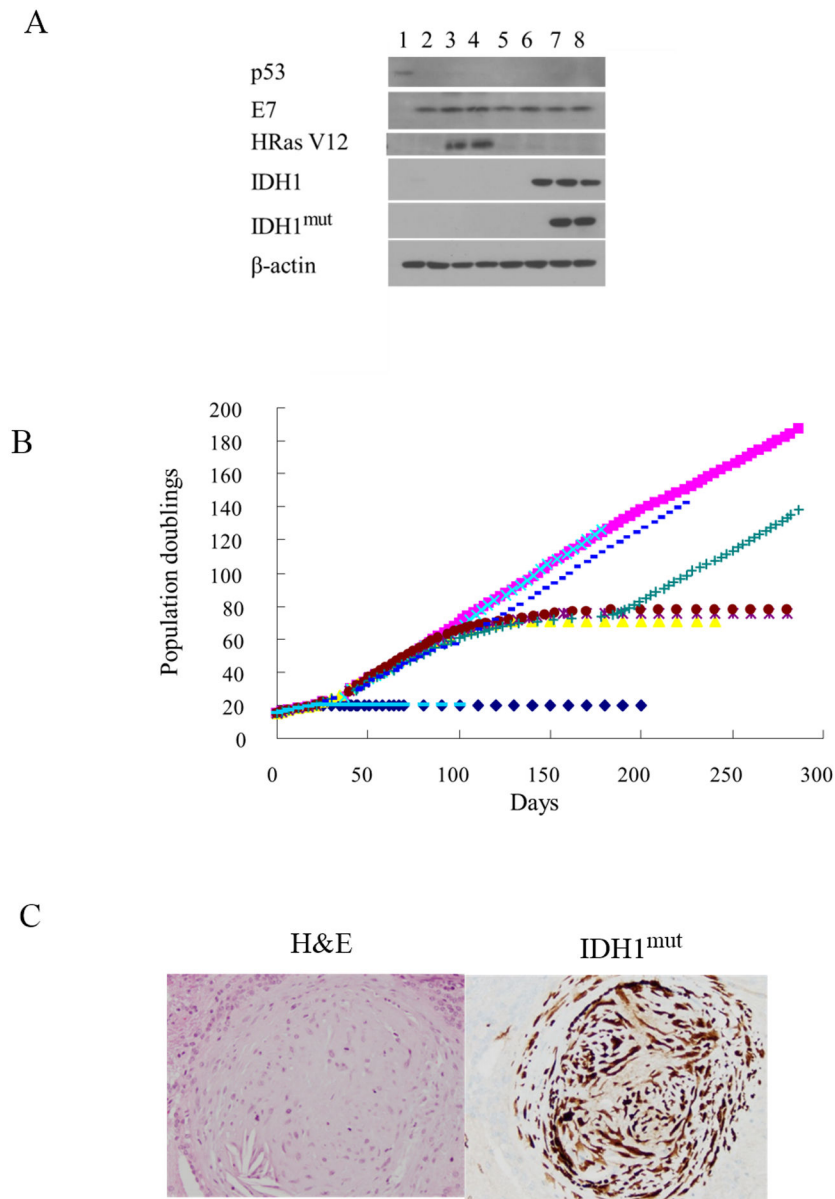 A
1 2 3 4 5 6 7 8
p53
E7
HRas V12
IDH1
IDH1mut
β-actin
B
Population doublings
200
180
160
140
120
100
80
60
40
20
0
0 50 100 150 200 250 300
Days
C
H&E
IDH1mut